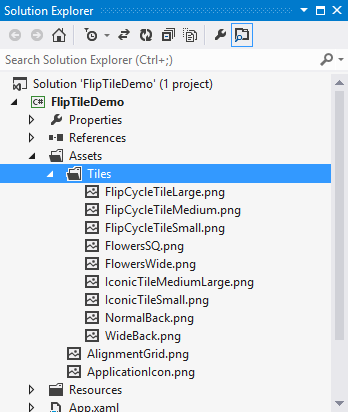 Solution Explorer
Search Solution Explorer (Ctrl+;)
Solution 'FlipTileDemo' (1 project)
C# FlipTileDemo
Properties
References
Assets
Tiles
FlipCycleTileLarge.png
FlipCycleTileMedium.png
FlipCycleTileSmall.png
FlowersSQ.png
FlowersWide.png
IconicTileMediumLarge.png
IconicTileSmall.png
NormalBack.png
WideBack.png
AlignmentGrid.png
ApplicationIcon.png
Resources
App.xaml